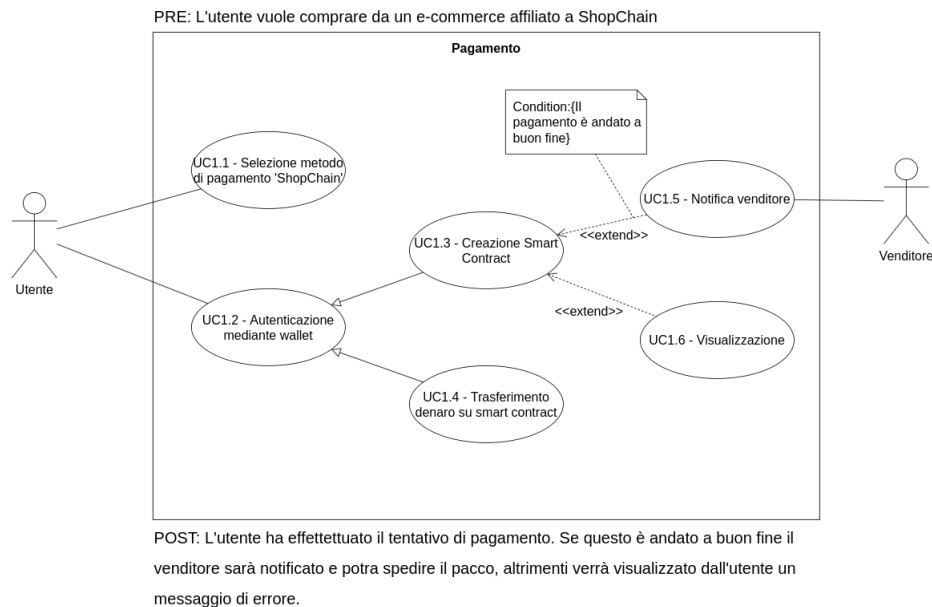 PRE: L'utente vuole comprare da un e-commerce affiliato a ShopChain
Pagamento
Condition:{Il
pagamento è andato a
buon fine}
UC1.1 - Selezione metodo
di pagamento 'ShopChain'
UC1.5 - Notifica venditore
<<extend>>
UC1.3 - Creazione Smart
Contract
Venditore
Utente
<<extend>>
UC1.2 - Autenticazione
mediante wallet
UC1.6 - Visualizzazione
UC1.4 - Trasferimento
denaro su smart contract
POST: L'utente ha effettettuato il tentativo di pagamento. Se questo è andato a buon fine il
venditore sarà notificato e potra spedire il pacco, altrimenti verrà visualizzato dall'utente un
messaggio di errore.